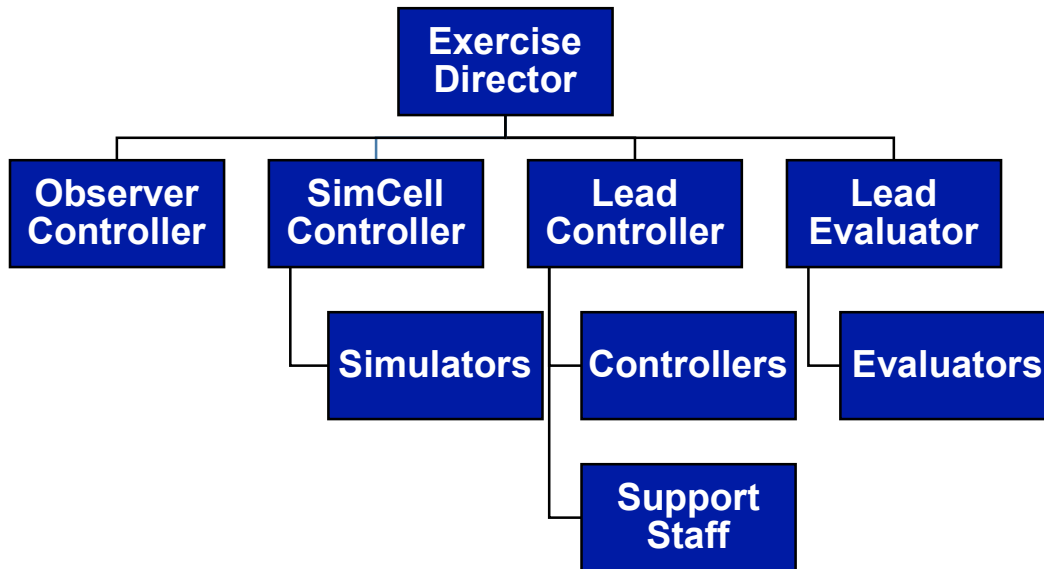 Exercise
Director
Observer
Controller
SimCell
Controller
Lead
Controller
Lead
Evaluator
Simulators
Controllers
Evaluators
Support
Staff